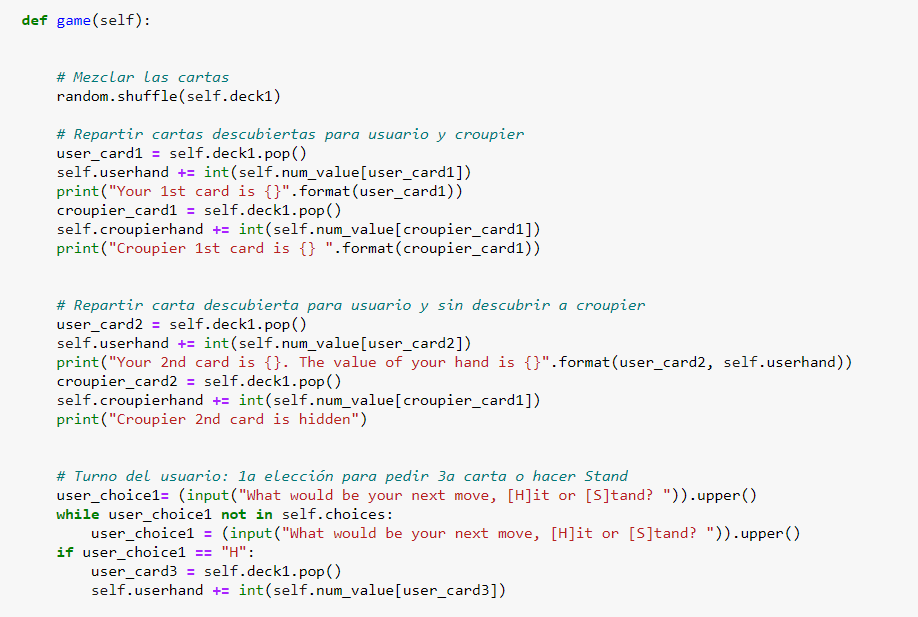 def game(self):
# Mezclar las cartas
random.shuffle(self.deck1)
# Repartir cartas descubiertas para usuario y croupier
user_card1 = self.deck1.pop()
self.userhand += int(self.num_value[user_card1])
print("Your 1st card is {}".format(user_card1))
croupier_card1 = self.deck1.pop()
self.croupierhand += int(self.num_value[croupier_card1])
print("Croupier 1st card is {} ".format(croupier_card1))
# Repartir carta descubierta para usuario y sin descubrir a croupier
user_card2 = self.deck1.pop()
self.userhand += int(self.num_value[user_card2])
print("Your 2nd card is {}. The value of your hand is {}".format(user_card2, self.userhand))
croupier_card2 = self.deck1.pop()
self.croupierhand += int(self.num_value[croupier_card1])
print("Croupier 2nd card is hidden")
# Turno del usuario: 1a elección para pedir 3a carta o hacer Stand
user_choice1= (input("What would be your next move, [H]it or [S]tand? ")).upper()
while user_choice1 not in self.choices:
user_choice1 = (input("What would be your next move, [H]it or [S]tand? ")).upper()
if user_choice1 == "H":
user_card3 = self.deck1.pop()
self.userhand += int(self.num_value[user_card3])